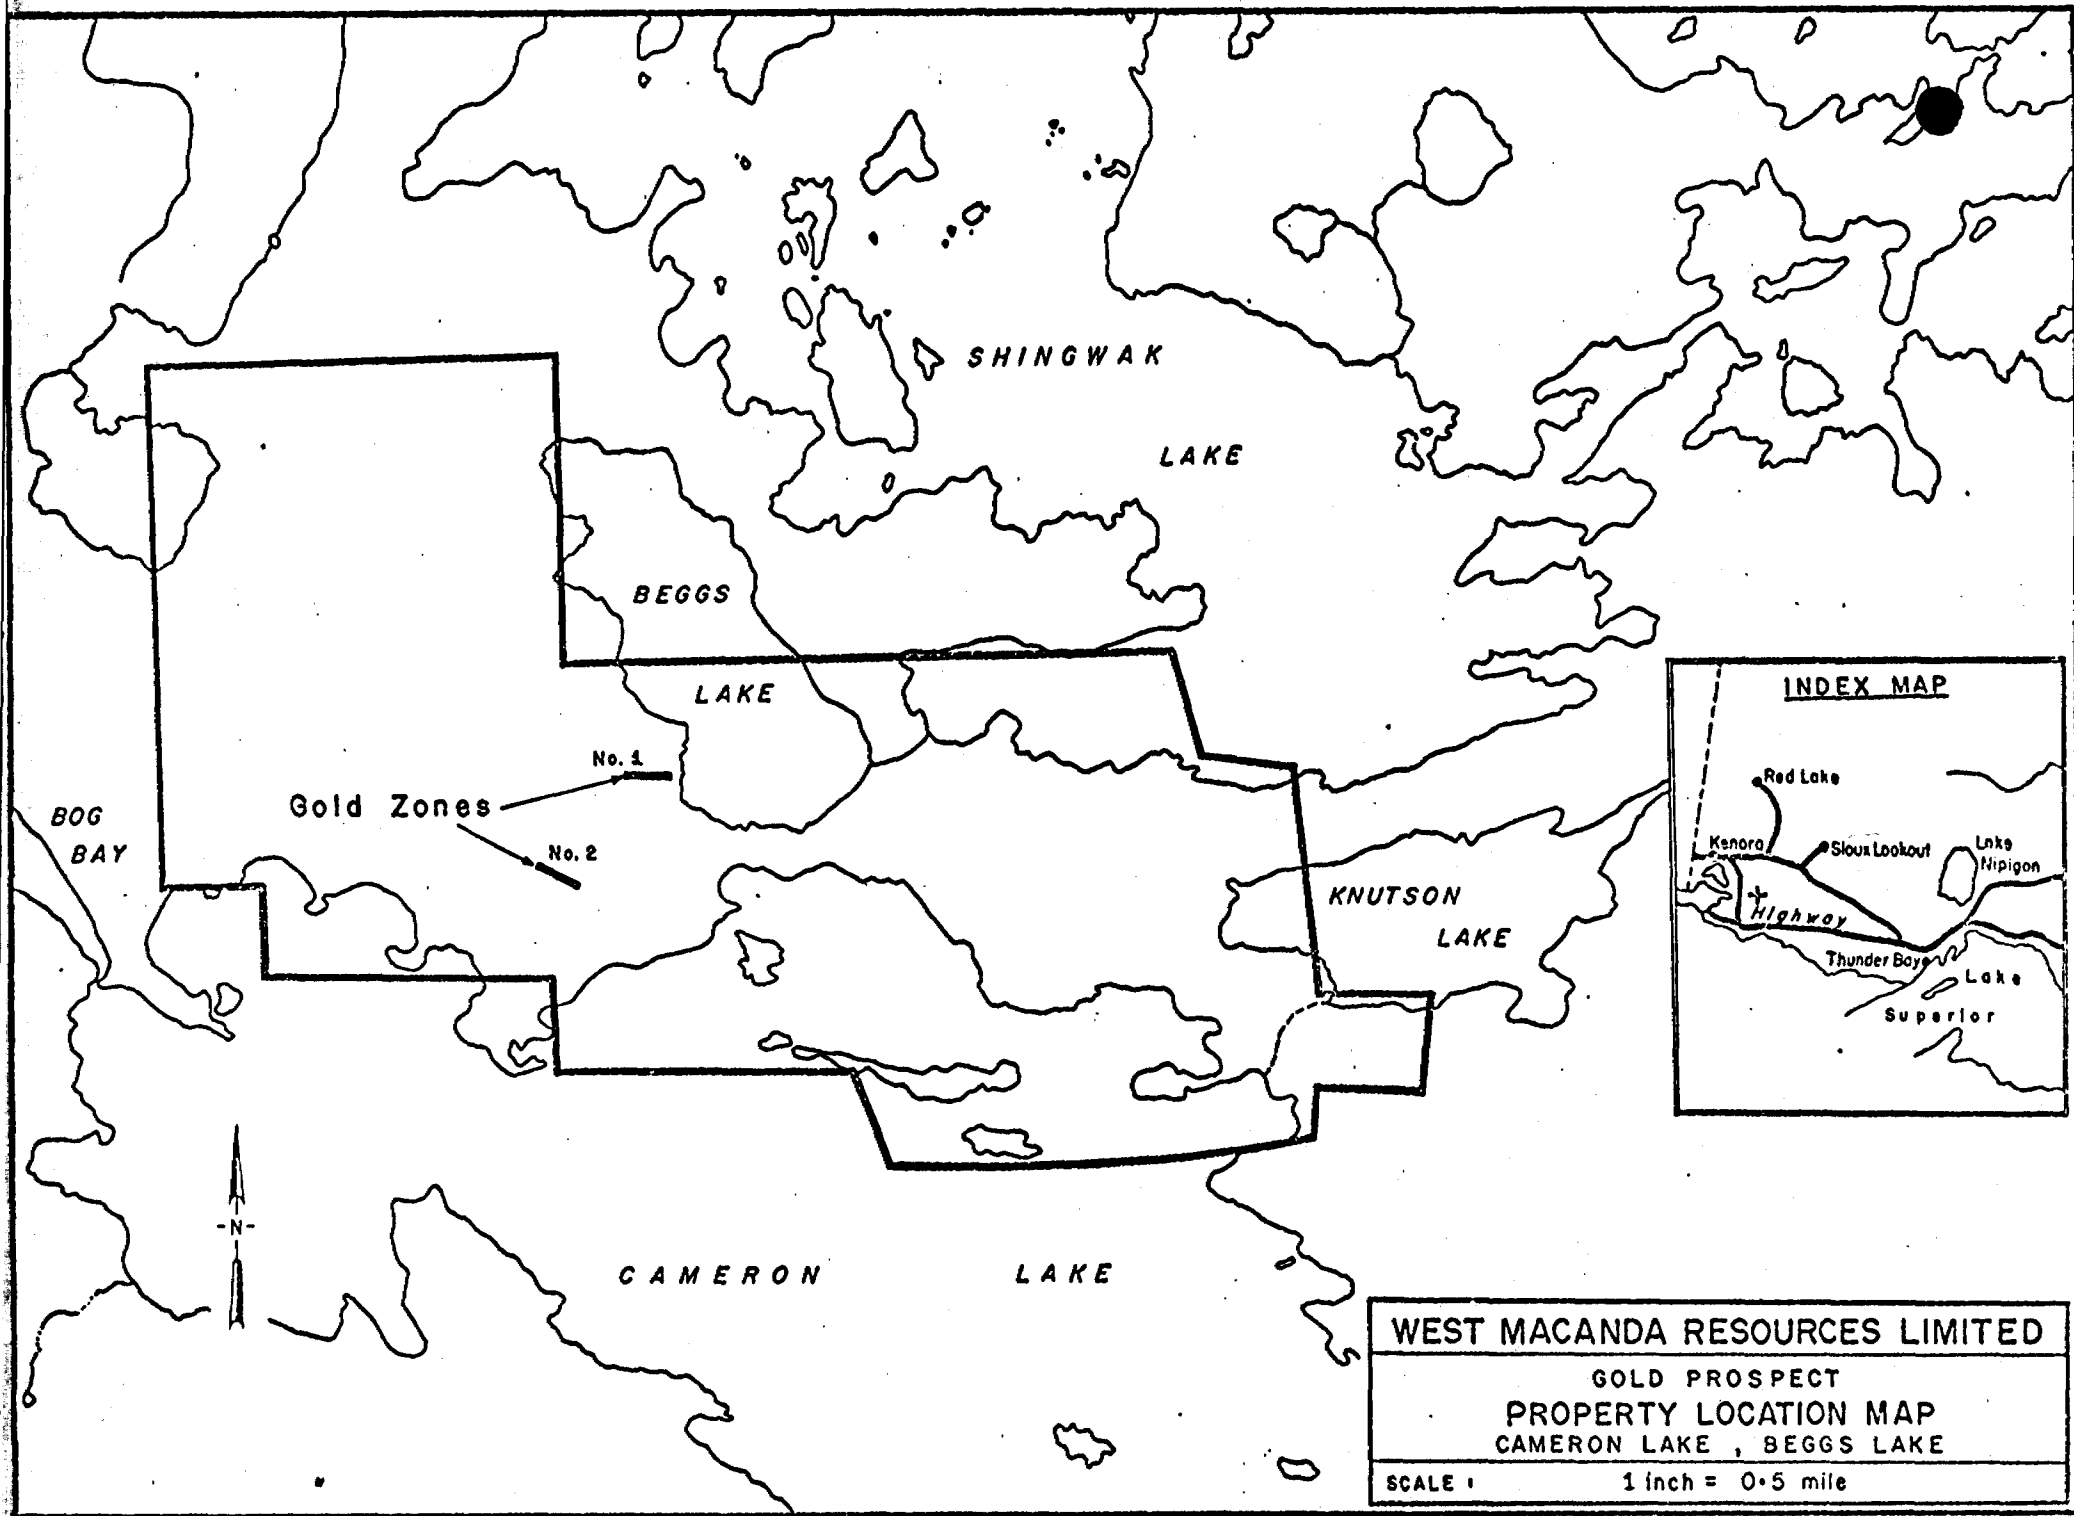 SHINGWAK
LAKE
BEGGS
LAKE
No. 1
Gold Zones
No. 2
BOG
BAY
KNUTSON
LAKE
-N-
CAMERON LAKE
INDEX MAP
Red Lake
Kenora
Sioux Lookout
Lake
Nipigon
Highway
Thunder Bay
Lake
Superior
WEST MACANDA RESOURCES LIMITED
GOLD PROSPECT
PROPERTY LOCATION MAP
CAMERON LAKE , BEGGS LAKE
SCALE : 1 inch = 0.5 mile